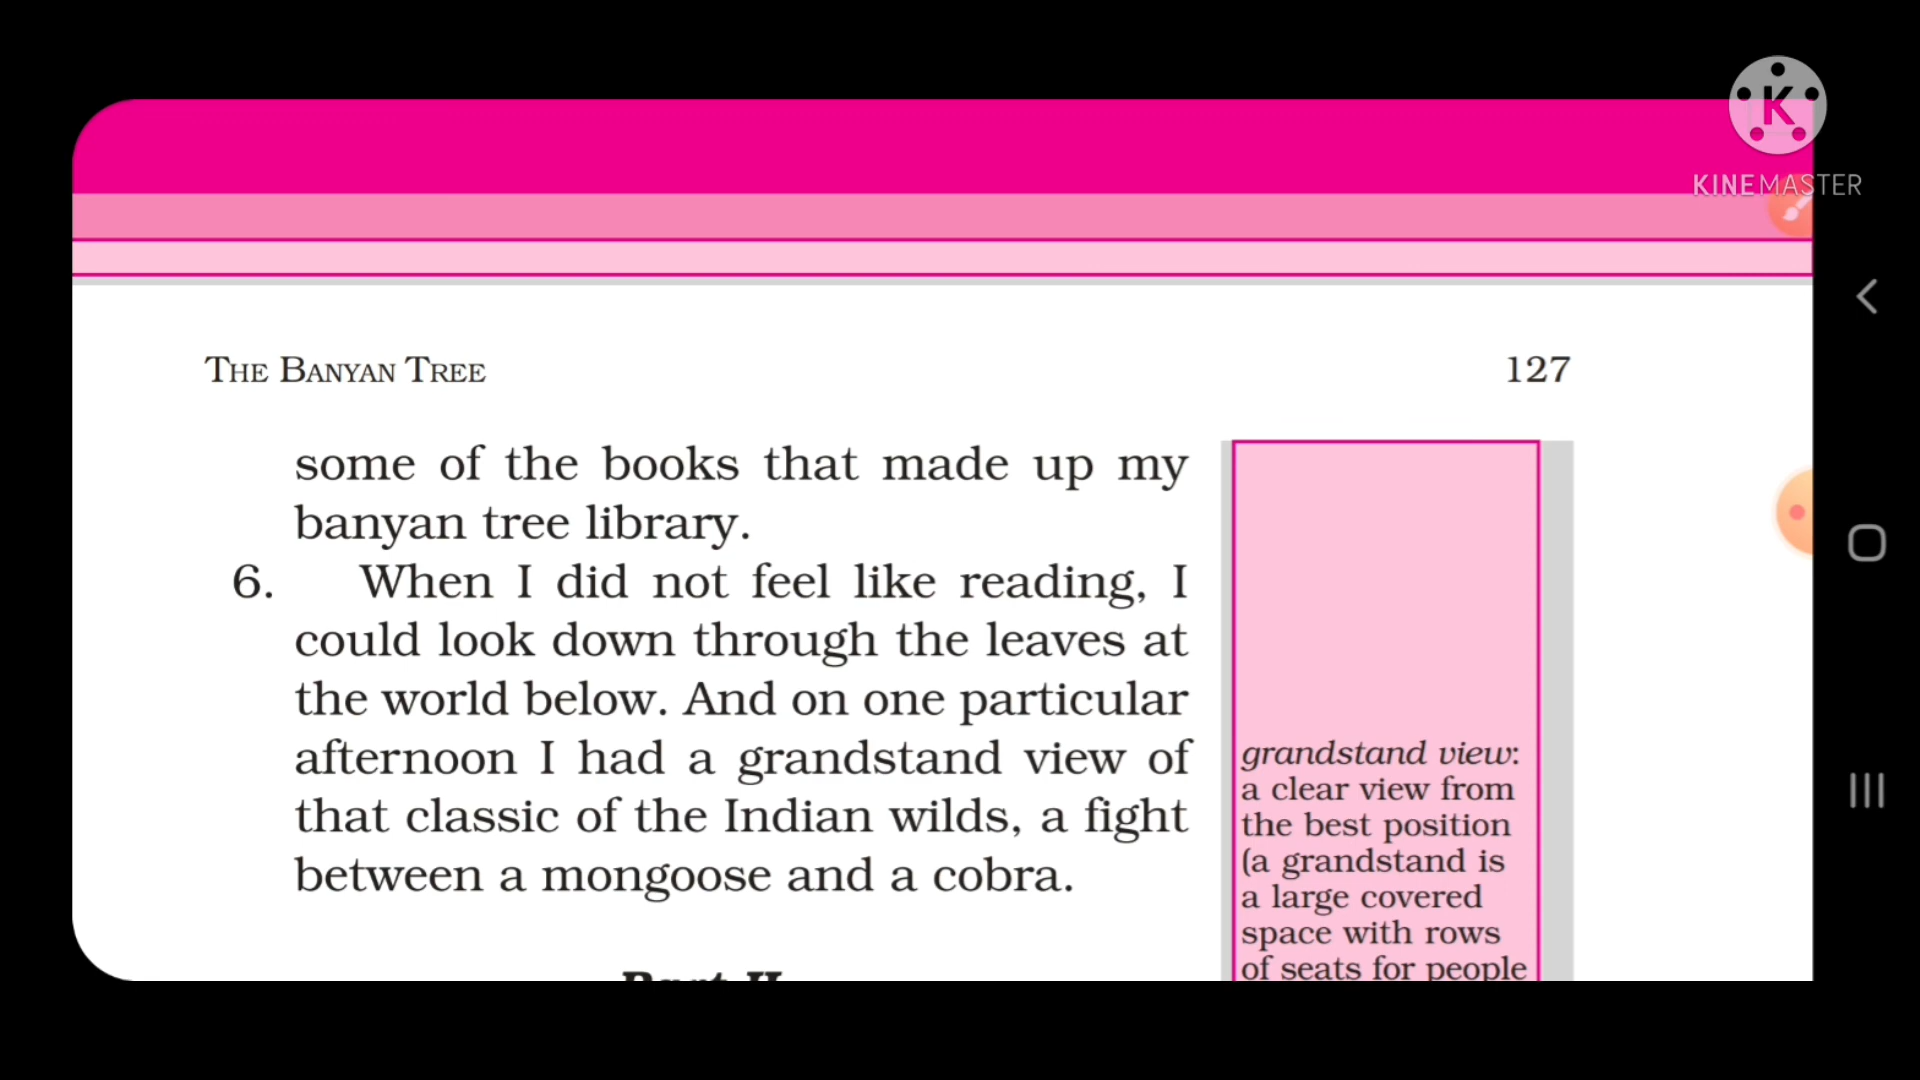 KINEMASTER
THE BANYAN TREE 127
some of the books that made up my
banyan tree library.
6. When I did not feel like reading, I
could look down through the leaves at
the world below. And on one particular
afternoon I had a grandstand view of
that classic of the Indian wilds, a fight
between a mongoose and a cobra.
Part II
grandstand view:
a clear view from
the best position
(a grandstand is
a large covered
space with rows
of seats for people